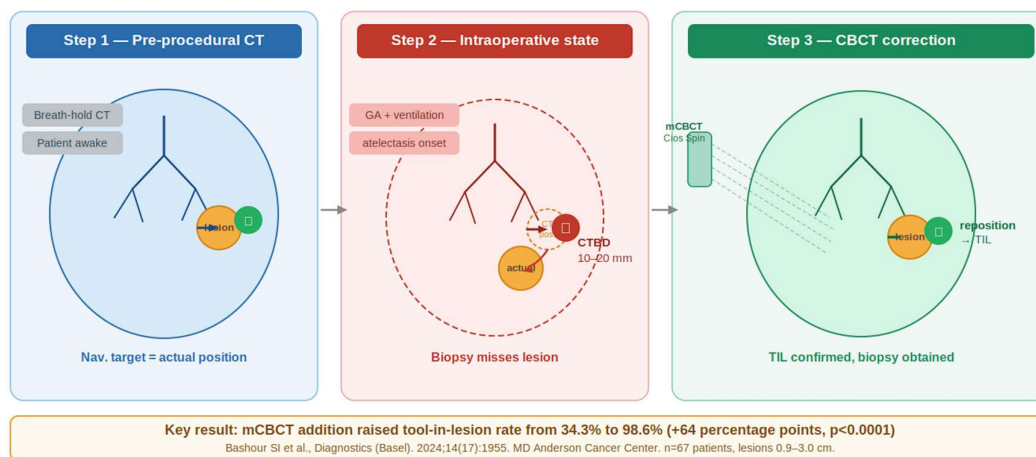 Step 1 — Pre-procedural CT
Breath-hold CT
Patient awake
lesion
Nav. target = actual position
Step 2 — Intraoperative state
GA + ventilation
atelectasis onset
CT
pos.
CTBD
10–20 mm
actual
Biopsy misses lesion
Step 3 — CBCT correction
mCBCT
Cios Spin
lesion
reposition
→ TIL
TIL confirmed, biopsy obtained
Key result: mCBCT addition raised tool-in-lesion rate from 34.3% to 98.6% (+64 percentage points, p<0.0001)
Bashour SI et al., Diagnostics (Basel). 2024;14(17):1955. MD Anderson Cancer Center. n=67 patients, lesions 0.9–3.0 cm.